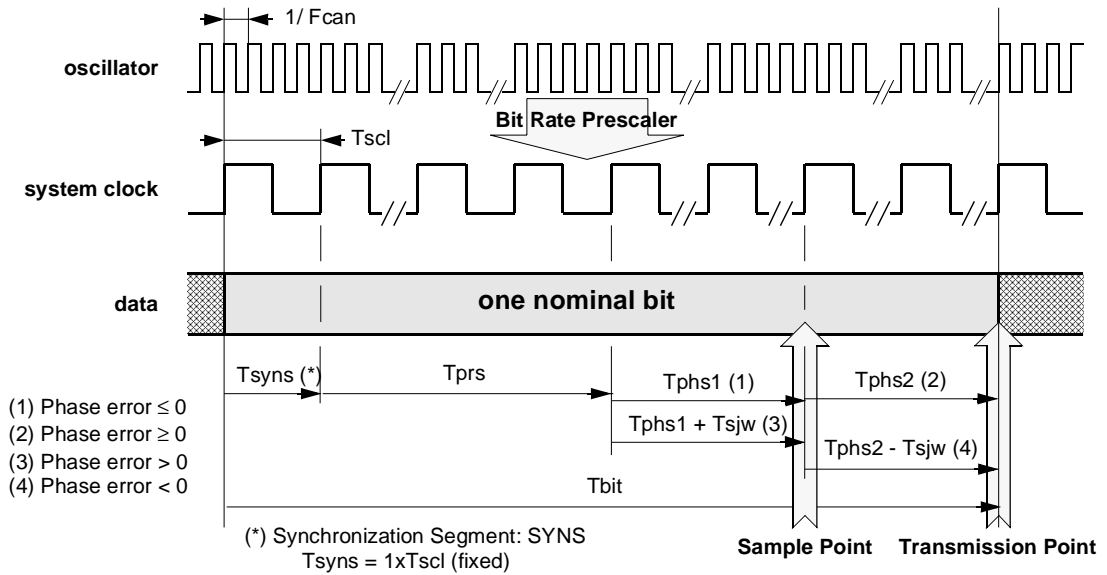 1/ Fcan
oscillator
Bit Rate Prescaler
Tscl
system clock
data
one nominal bit
Tsyns (*)
Tprs
Tphs1 (1)
Tphs2 (2)
(1) Phase error ≤ 0
(2) Phase error ≥ 0
(3) Phase error > 0
(4) Phase error < 0
Tphs1 + Tsjw (3)
Tphs2 - Tsjw (4)
Tbit
(*) Synchronization Segment: SYNS
Tsyns = 1xTscl (fixed)
Sample Point
Transmission Point